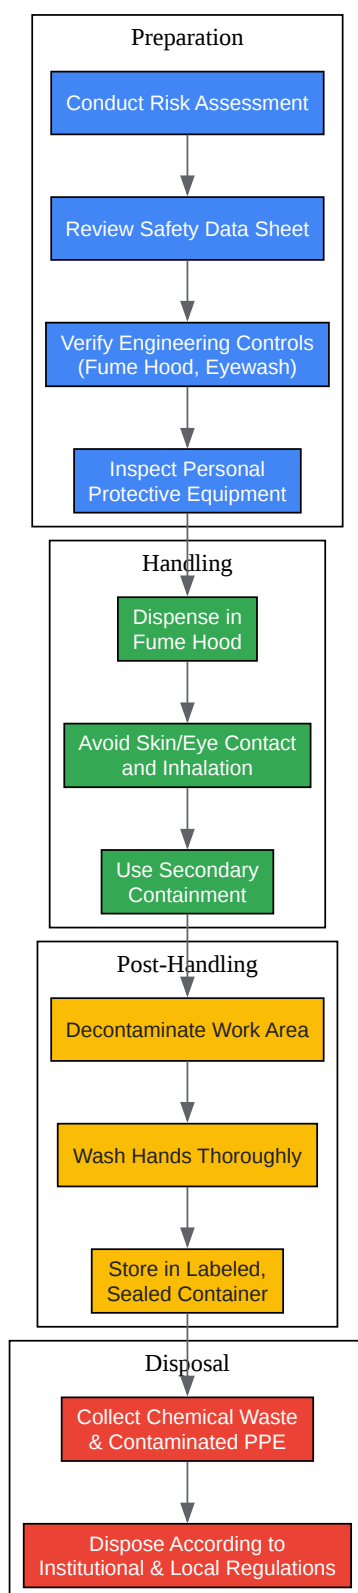 Preparation
Conduct Risk Assessment
Review Safety Data Sheet
Verify Engineering Controls
(Fume Hood, Eyewash)
Inspect Personal
Protective Equipment
Handling
Dispense in
Fume Hood
Avoid Skin/Eye Contact
and Inhalation
Use Secondary
Containment
Post-Handling
Decontaminate Work Area
Wash Hands Thoroughly
Store in Labeled,
Sealed Container
Disposal
Collect Chemical Waste
& Contaminated PPE
Dispose According to
Institutional & Local Regulations